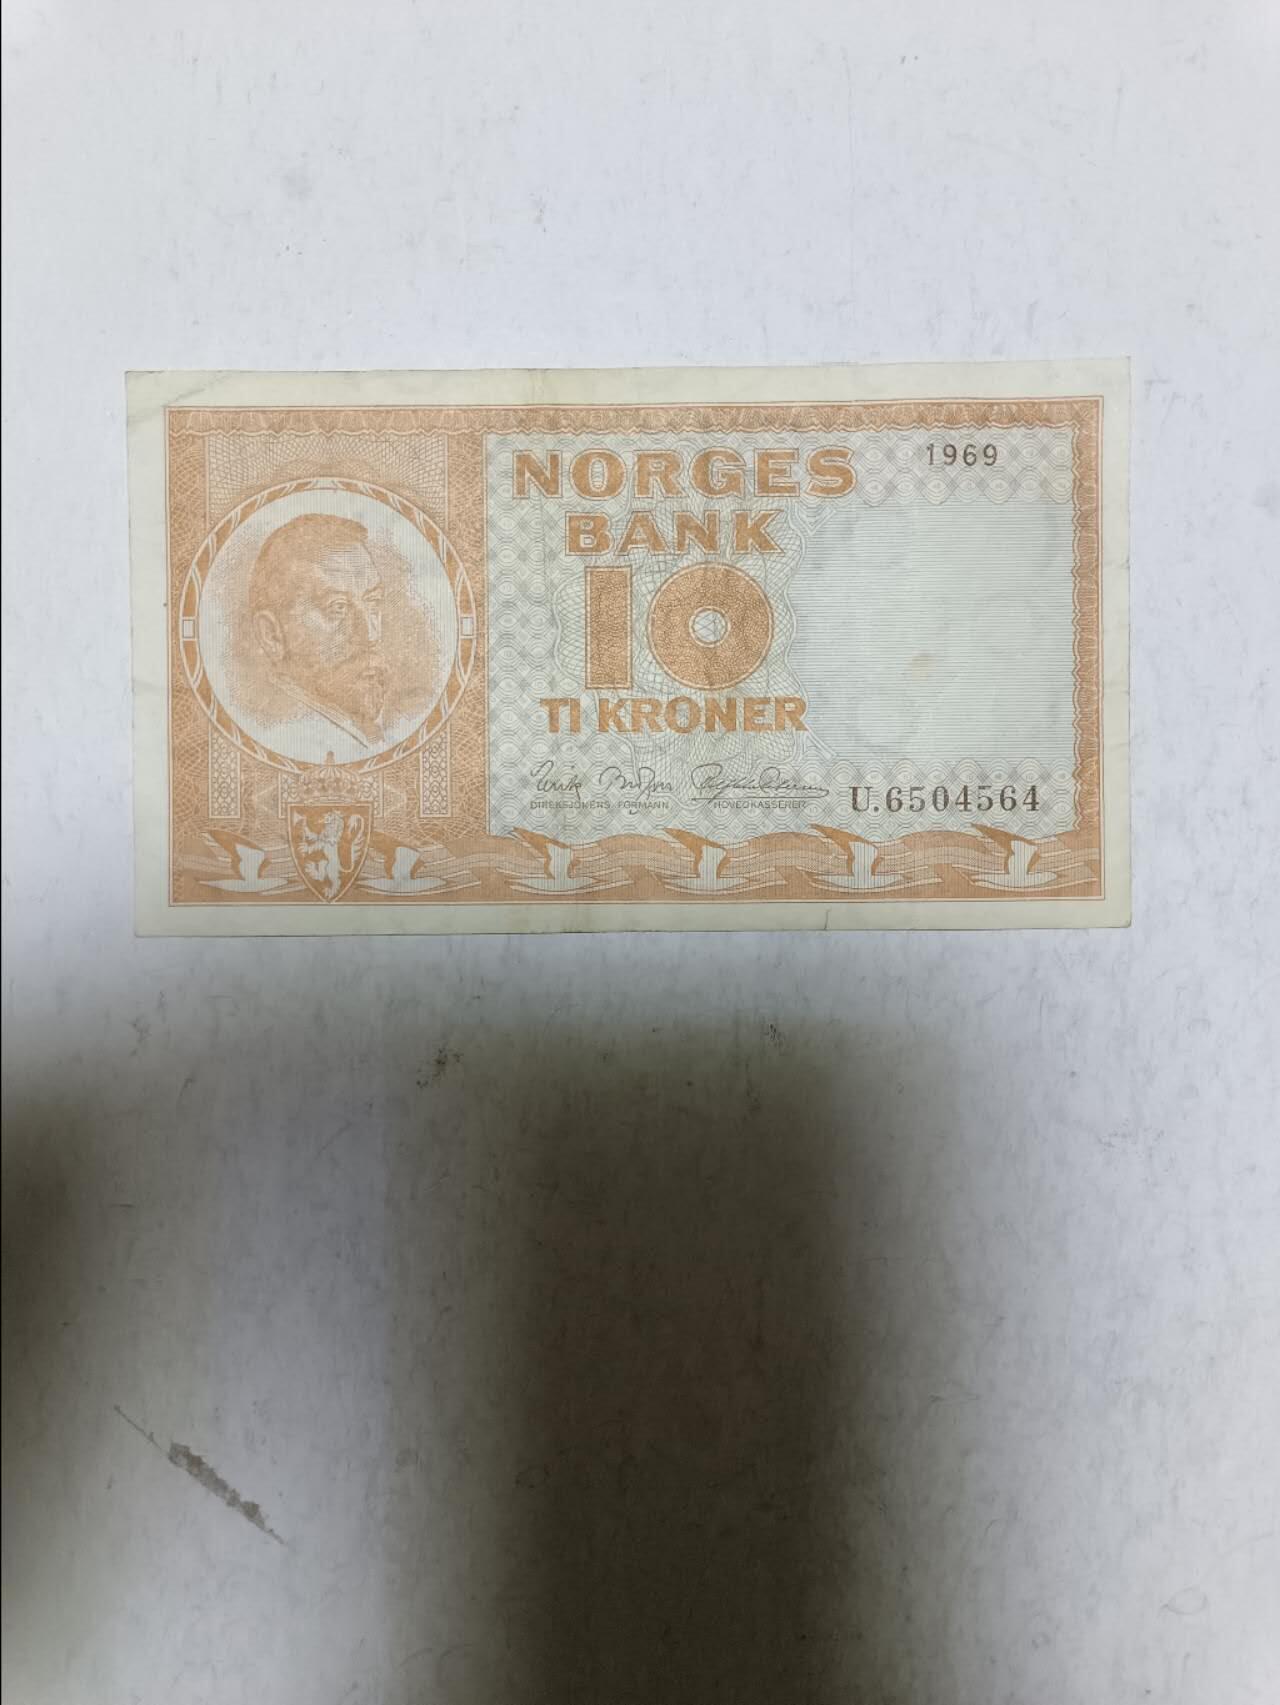 NORGES
1969
BANK
10
TI KRONER
DIREKSJONENS FORMANN
HOVEDKASSERER
U.6504564